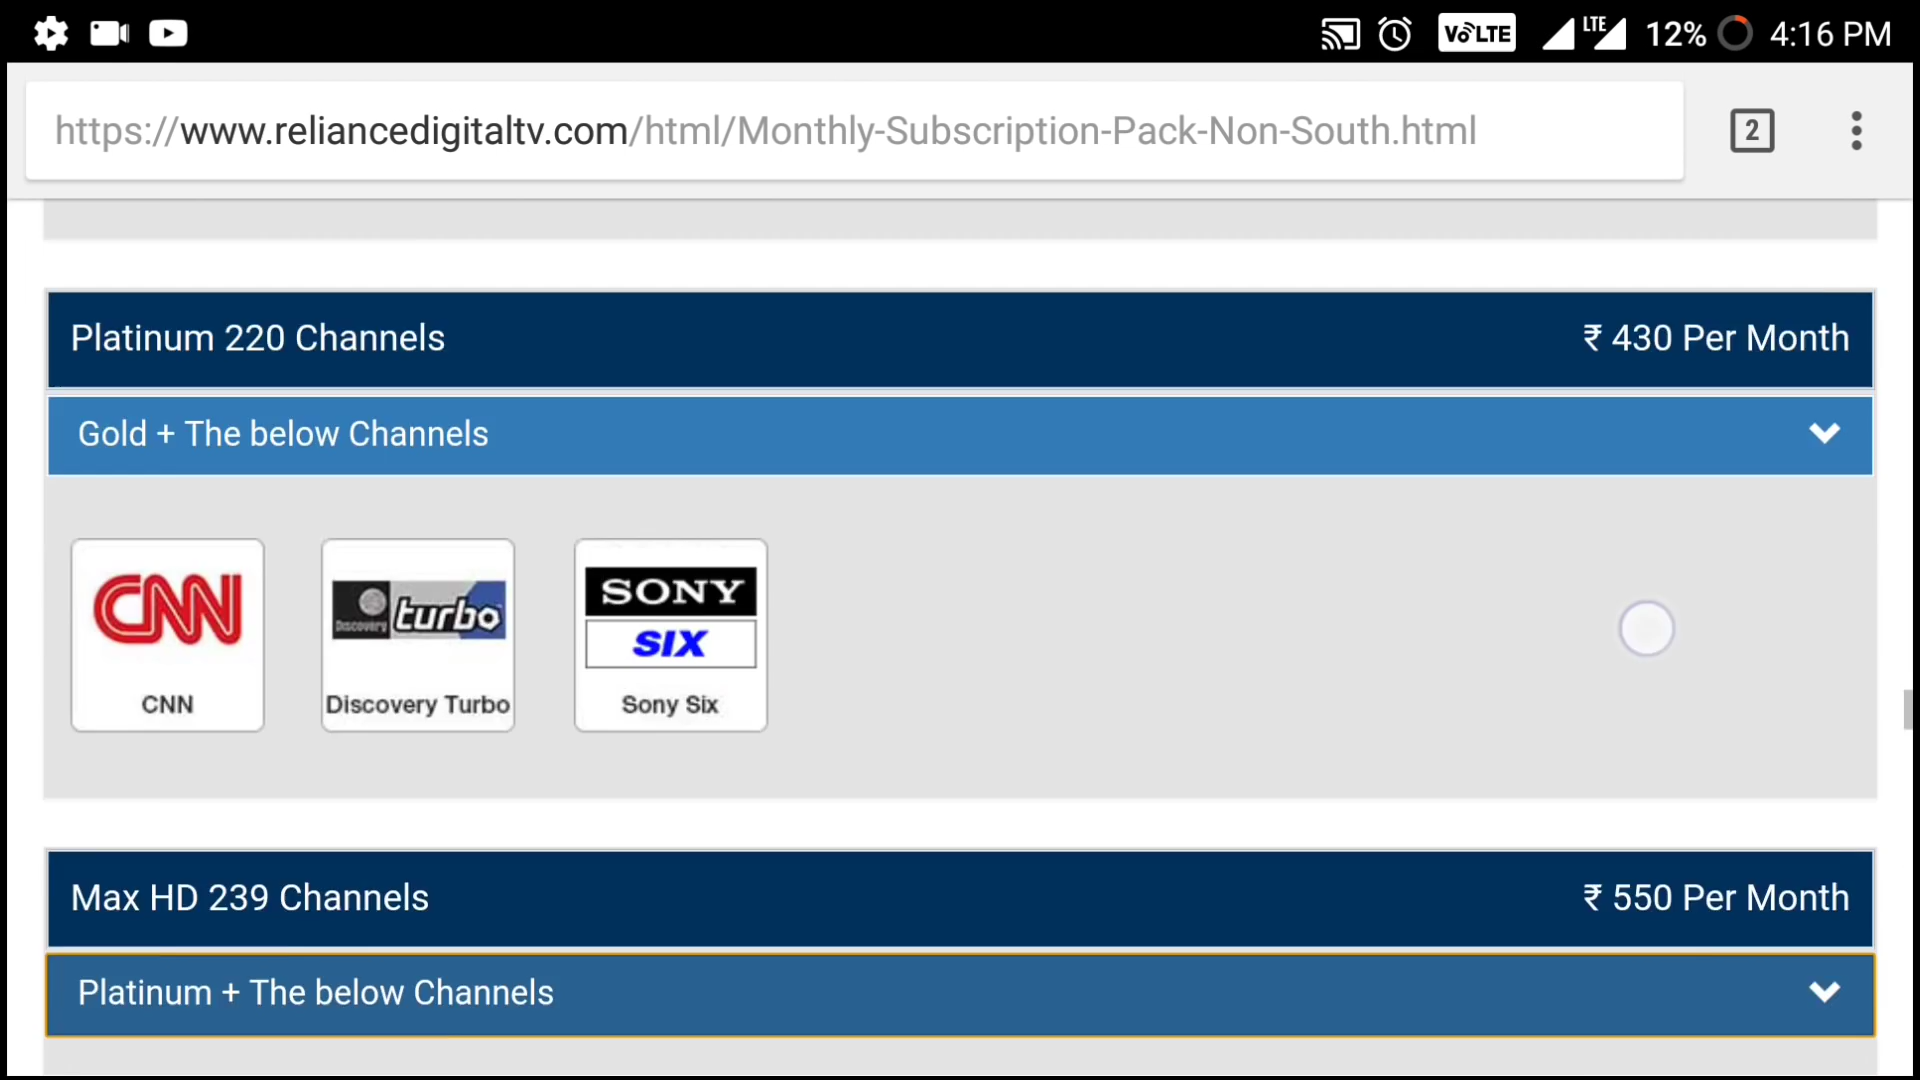 VoLTE LTE 12% 4:16 PM
https://www.reliancedigitaltv.com/html/Monthly-Subscription-Pack-Non-South.html 2
Platinum 220 Channels ₹ 430 Per Month
Gold + The below Channels
CNN Discovery turbo SONY
SIX
CNN Discovery Turbo Sony Six
Max HD 239 Channels ₹ 550 Per Month
Platinum + The below Channels